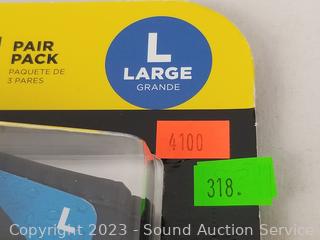 PAIR
PACK
PAQUETE DE
3 PARES
L
LARGE
GRANDE
4100
318.
L
Copyright © 2023 - Sound Auction Service